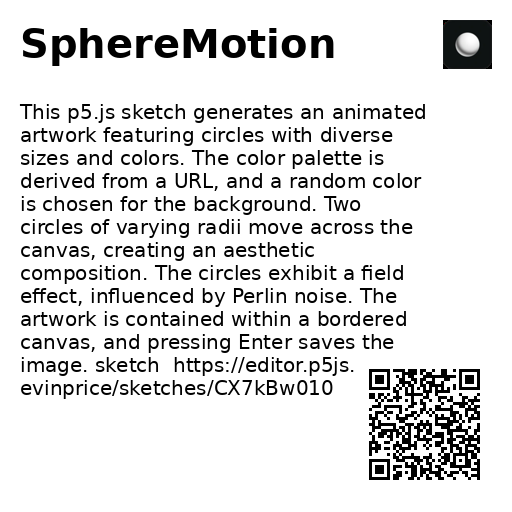 SphereMotion
This p5.js sketch generates an animated
artwork featuring circles with diverse
sizes and colors. The color palette is
derived from a URL, and a random color
is chosen for the background. Two
circles of varying radii move across the
canvas, creating an aesthetic
composition. The circles exhibit a field
effect, influenced by Perlin noise. The
artwork is contained within a bordered
canvas, and pressing Enter saves the
image. sketch  https://editor.p5js.
evinprice/sketches/CX7kBw010